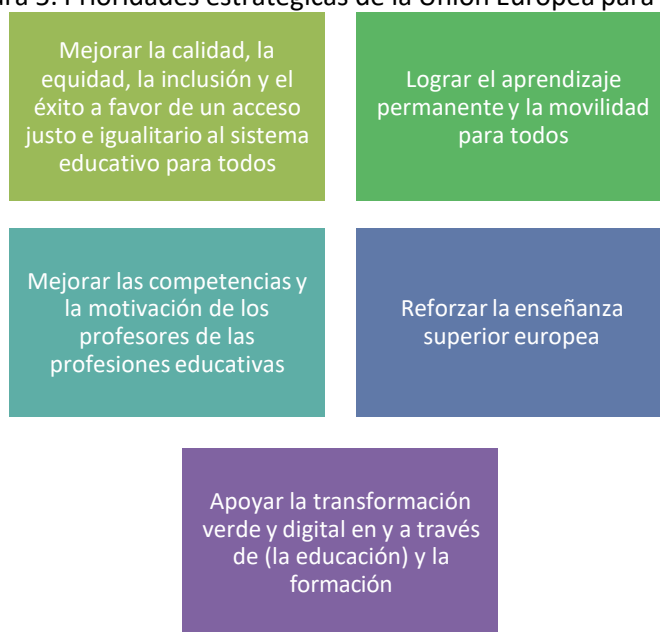 ura 3. Prioridades estratégicas de la Unión Europea para
Mejorar la calidad, la
equidad, la inclusión y el
éxito a favor de un acceso
justo e igualitario al sistema
educativo para todos
Lograr el aprendizaje
permanente y la movilidad
para todos
Mejorar las competencias y
la motivación de los
profesores de las
profesiones educativas
Reforzar la enseñanza
superior europea
Apoyar la transformación
verde y digital en y a través
de (la educación) y la
formación